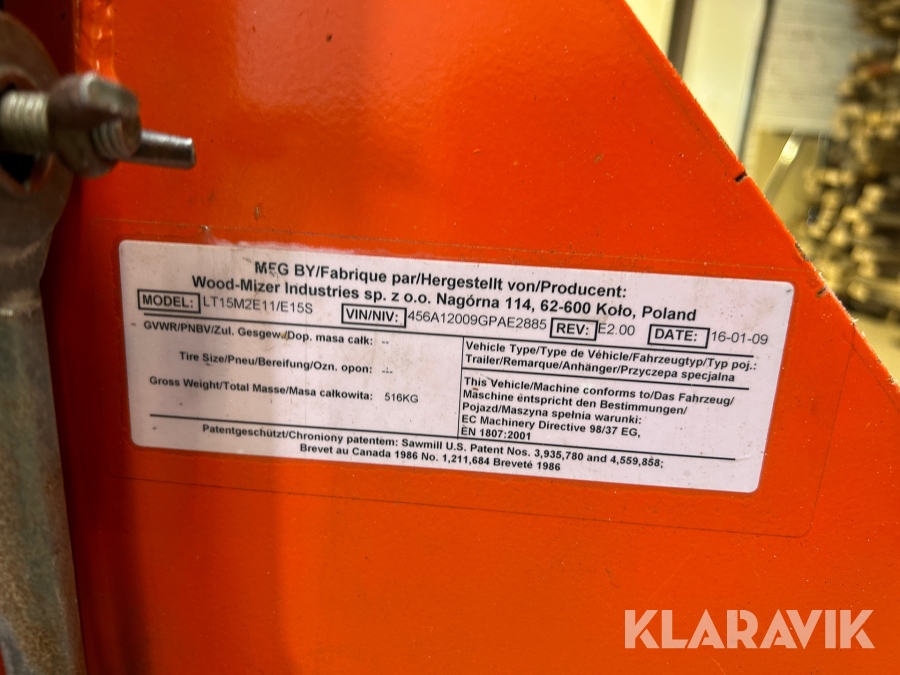 MFG BY/Fabrique par/Hergestellt von/Producent:
Wood-Mizer Industries sp. z o.o. Nagórna 114, 62-600 Koło, Poland
MODEL: LT15M2E11/E15S VIN/NIV: 456A12009GPAE2885 REV: E2.00 DATE: 16-01-09
GVWR/PNBV/Zul. Gesgew./Dop. masa całk: --
Tire Size/Pneu/Bereifung/Ozn. opon: --
Gross Weight/Total Masse/Masa całkowita: 516KG
Vehicle Type/Type de Véhicle/Fahrzeugtyp/Typ poj.:
Trailer/Remarque/Anhänger/Przyczepa specjalna
This Vehicle/Machine conforms to/Das Fahrzeug/
Maschine entspricht den Bestimmungen/
Pojazd/Maszyna spełnia warunki:
EC Machinery Directive 98/37 EG,
EN 1807:2001
Patentgeschützt/Chroniony patentem: Sawmill U.S. Patent Nos. 3,935,780 and 4,559,858;
Brevet au Canada 1986 No. 1,211,684 Breveté 1986
KLARAVIK